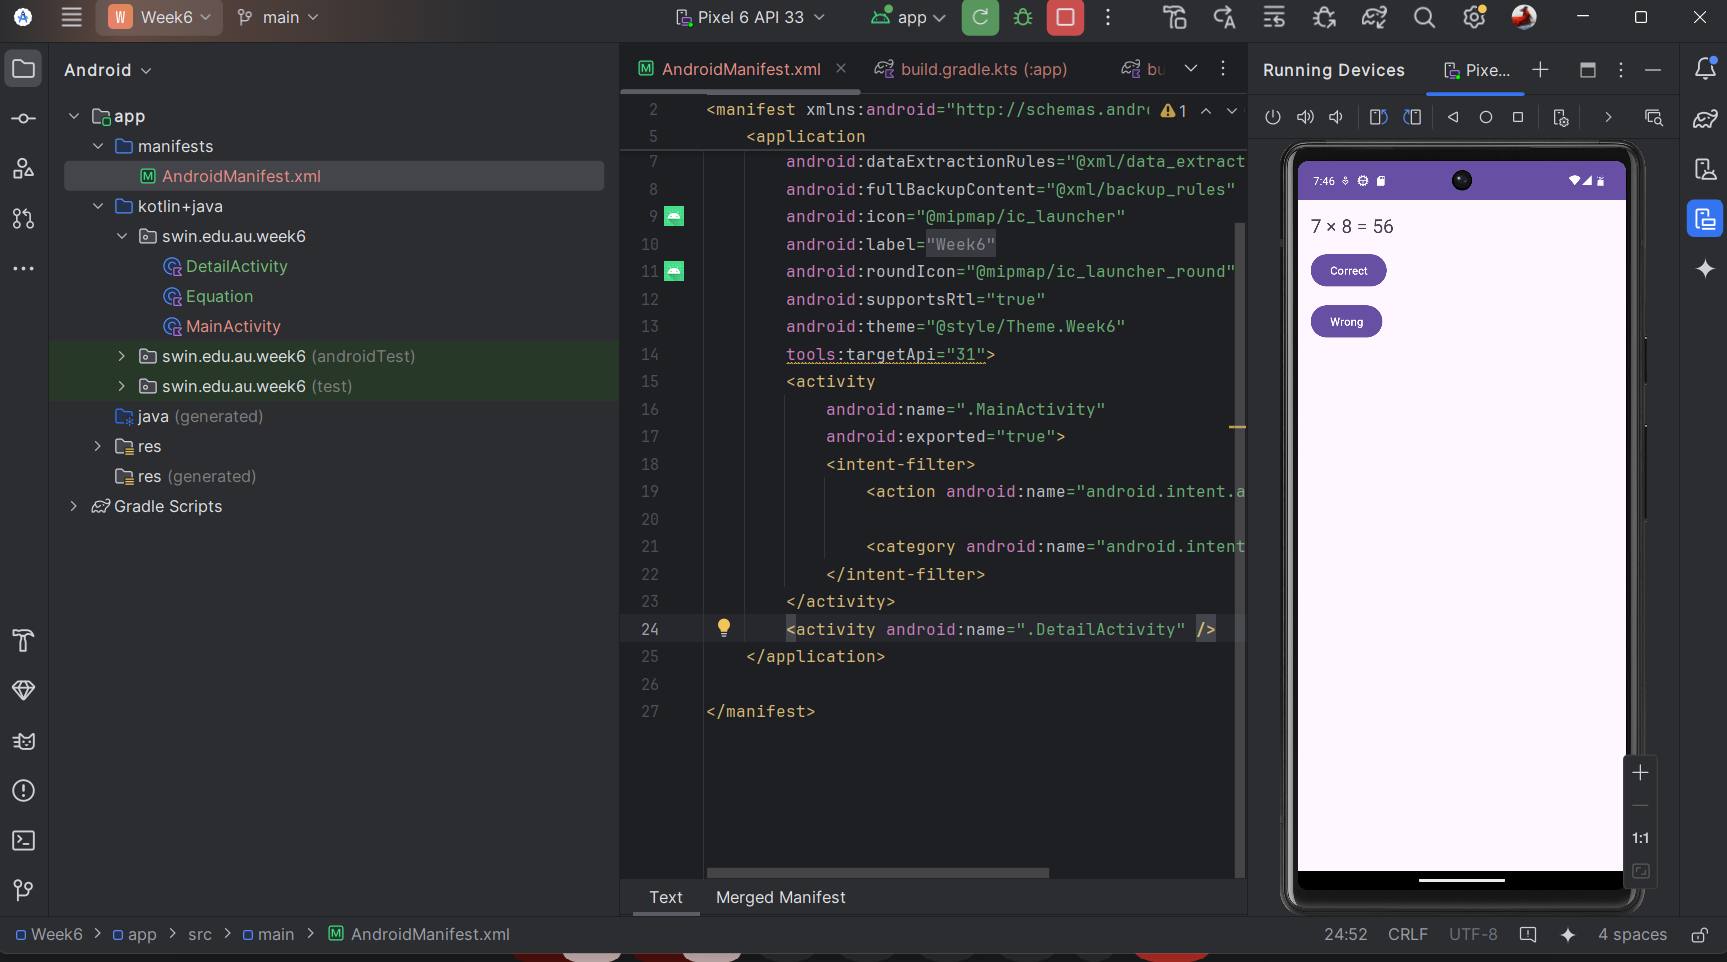 W Week6 main Pixel 6 API 33 app
Android
app
manifests
AndroidManifest.xml
kotlin+java
swin.edu.au.week6
DetailActivity
Equation
MainActivity
swin.edu.au.week6 (androidTest)
swin.edu.au.week6 (test)
java (generated)
res
res (generated)
Gradle Scripts
AndroidManifest.xml build.gradle.kts (:app) bu
2 <manifest xmlns:android="http://schemas.andr 1
5 <application
7 android:dataExtractionRules="@xml/data_extract
8 android:fullBackupContent="@xml/backup_rules"
9 android:icon="@mipmap/ic_launcher"
10 android:label="Week6"
11 android:roundIcon="@mipmap/ic_launcher_round"
12 android:supportsRtl="true"
13 android:theme="@style/Theme.Week6"
14 tools:targetApi="31">
15 <activity
16 android:name=".MainActivity"
17 android:exported="true">
18 <intent-filter>
19 <action android:name="android.intent.a
20
21 <category android:name="android.intent
22 </intent-filter>
23 </activity>
24 <activity android:name=".DetailActivity" />
25 </application>
26
27 </manifest>
Text Merged Manifest
Running Devices Pixe...
7:46
7 × 8 = 56
Correct
Wrong
1:1
Week6 > app > src > main > AndroidManifest.xml
24:52 CRLF UTF-8 4 spaces